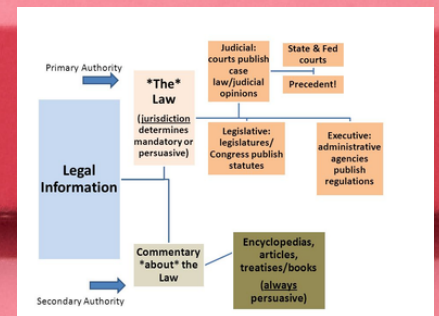 Primary Authority
Legal
Information
*The*
Law
(jurisdiction
determines
mandatory or
persuasive)
Judicial:
courts publish
case
law/judicial
opinions
State & Fed
courts
Precedent!
Legislative:
legislatures/
Congress publish
statutes
Executive:
administrative
agencies
publish
regulations
Commentary
*about* the
Law
Encyclopedias,
articles,
treatises/books
(always
persuasive)
Secondary Authority